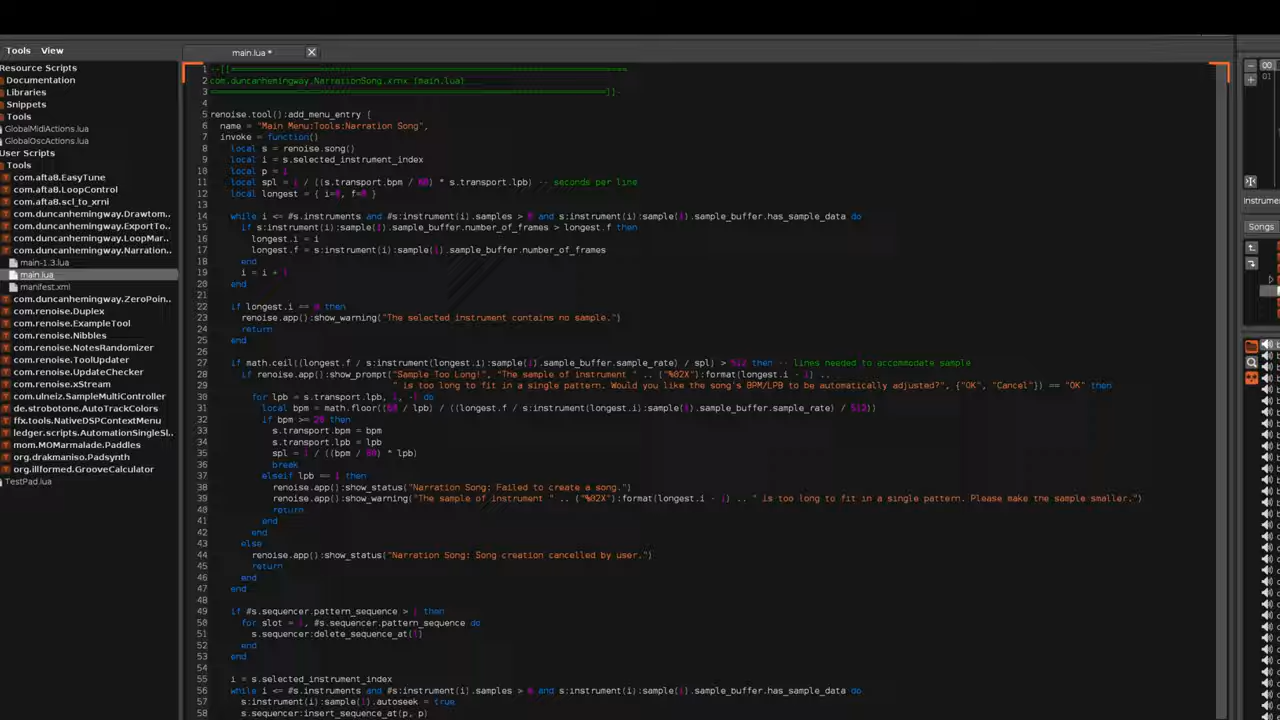 Tools View
Resource Scripts
Documentation
Libraries
Snippets
Tools
GlobalMidiActions.lua
GlobalOscActions.lua
User Scripts
Tools
com.afta8.EasyTune
com.afta8.LoopControl
com.afta8.scl_to_xrni
com.duncanhemingway.Drawtom..
com.duncanhemingway.ExportTo..
com.duncanhemingway.LoopMar..
com.duncanhemingway.Narration..
main-1.3.lua
main.lua
manifest.xml
com.duncanhemingway.ZeroPoin..
com.renoise.Duplex
com.renoise.ExampleTool
com.renoise.Nibbles
com.renoise.NotesRandomizer
com.renoise.ToolUpdater
com.renoise.UpdateChecker
com.renoise.xStream
com.ulneiz.SampleMultiController
de.strobotone.AutoTrackColors
ffx.tools.NativeDSPContextMenu
ledger.scripts.AutomationSingleSl..
mom.MOMarmalade.Paddles
org.drakmaniso.Padsynth
org.illformed.GrooveCalculator
TestPad.lua
main.lua *
1 --[[============================================================================
2 com.duncanhemingway.NarrationSong.xrnx (main.lua)
3 ============================================================================]]--
4
5 renoise.tool():add_menu_entry {
6 name = "Main Menu:Tools:Narration Song",
7 invoke = function()
8 local s = renoise.song()
9 local i = s.selected_instrument_index
10 local p = 1
11 local spl = 1 / ((s.transport.bpm / 60) * s.transport.lpb) -- seconds per line
12 local longest = { i=0, f=0 }
13
14 while i <= #s.instruments and #s:instrument(i).samples > 0 and s:instrument(i):sample(1).sample_buffer.has_sample_data do
15 if s:instrument(i):sample(1).sample_buffer.number_of_frames > longest.f then
16 longest.i = i
17 longest.f = s:instrument(i):sample(1).sample_buffer.number_of_frames
18 end
19 i = i + 1
20 end
21
22 if longest.i == 0 then
23 renoise.app():show_warning("The selected instrument contains no sample.")
24 return
25 end
26
27 if math.ceil((longest.f / s:instrument(longest.i):sample(1).sample_buffer.sample_rate) / spl) > 512 then -- lines needed to accommodate sample
28 if renoise.app():show_prompt("Sample Too Long!", "The sample of instrument " .. ("%02X"):format(longest.i - 1) ..
29 " is too long to fit in a single pattern. Would you like the song's BPM/LPB to be automatically adjusted?", {"OK", "Cancel"}) == "OK" then
30 for lpb = s.transport.lpb, 1, -1 do
31 local bpm = math.floor((60 / lpb) / ((longest.f / s:instrument(longest.i):sample(1).sample_buffer.sample_rate) / 512))
32 if bpm >= 20 then
33 s.transport.bpm = bpm
34 s.transport.lpb = lpb
35 spl = 1 / ((bpm / 60) * lpb)
36 break
37 elseif lpb == 1 then
38 renoise.app():show_status("Narration Song: Failed to create a song.")
39 renoise.app():show_warning("The sample of instrument " .. ("%02X"):format(longest.i - 1) .. " is too long to fit in a single pattern. Please make the sample smaller.")
40 return
41 end
42 end
43 else
44 renoise.app():show_status("Narration Song: Song creation cancelled by user.")
45 return
46 end
47 end
48
49 if #s.sequencer.pattern_sequence > 1 then
50 for slot = 1, #s.sequencer.pattern_sequence do
51 s.sequencer:delete_sequence_at(1)
52 end
53 end
54
55 i = s.selected_instrument_index
56 while i <= #s.instruments and #s:instrument(i).samples > 0 and s:instrument(i):sample(1).sample_buffer.has_sample_data do
57 s:instrument(i):sample(1).autoseek = true
58 s.sequencer:insert_sequence_at(p, p)
00
01
Songs